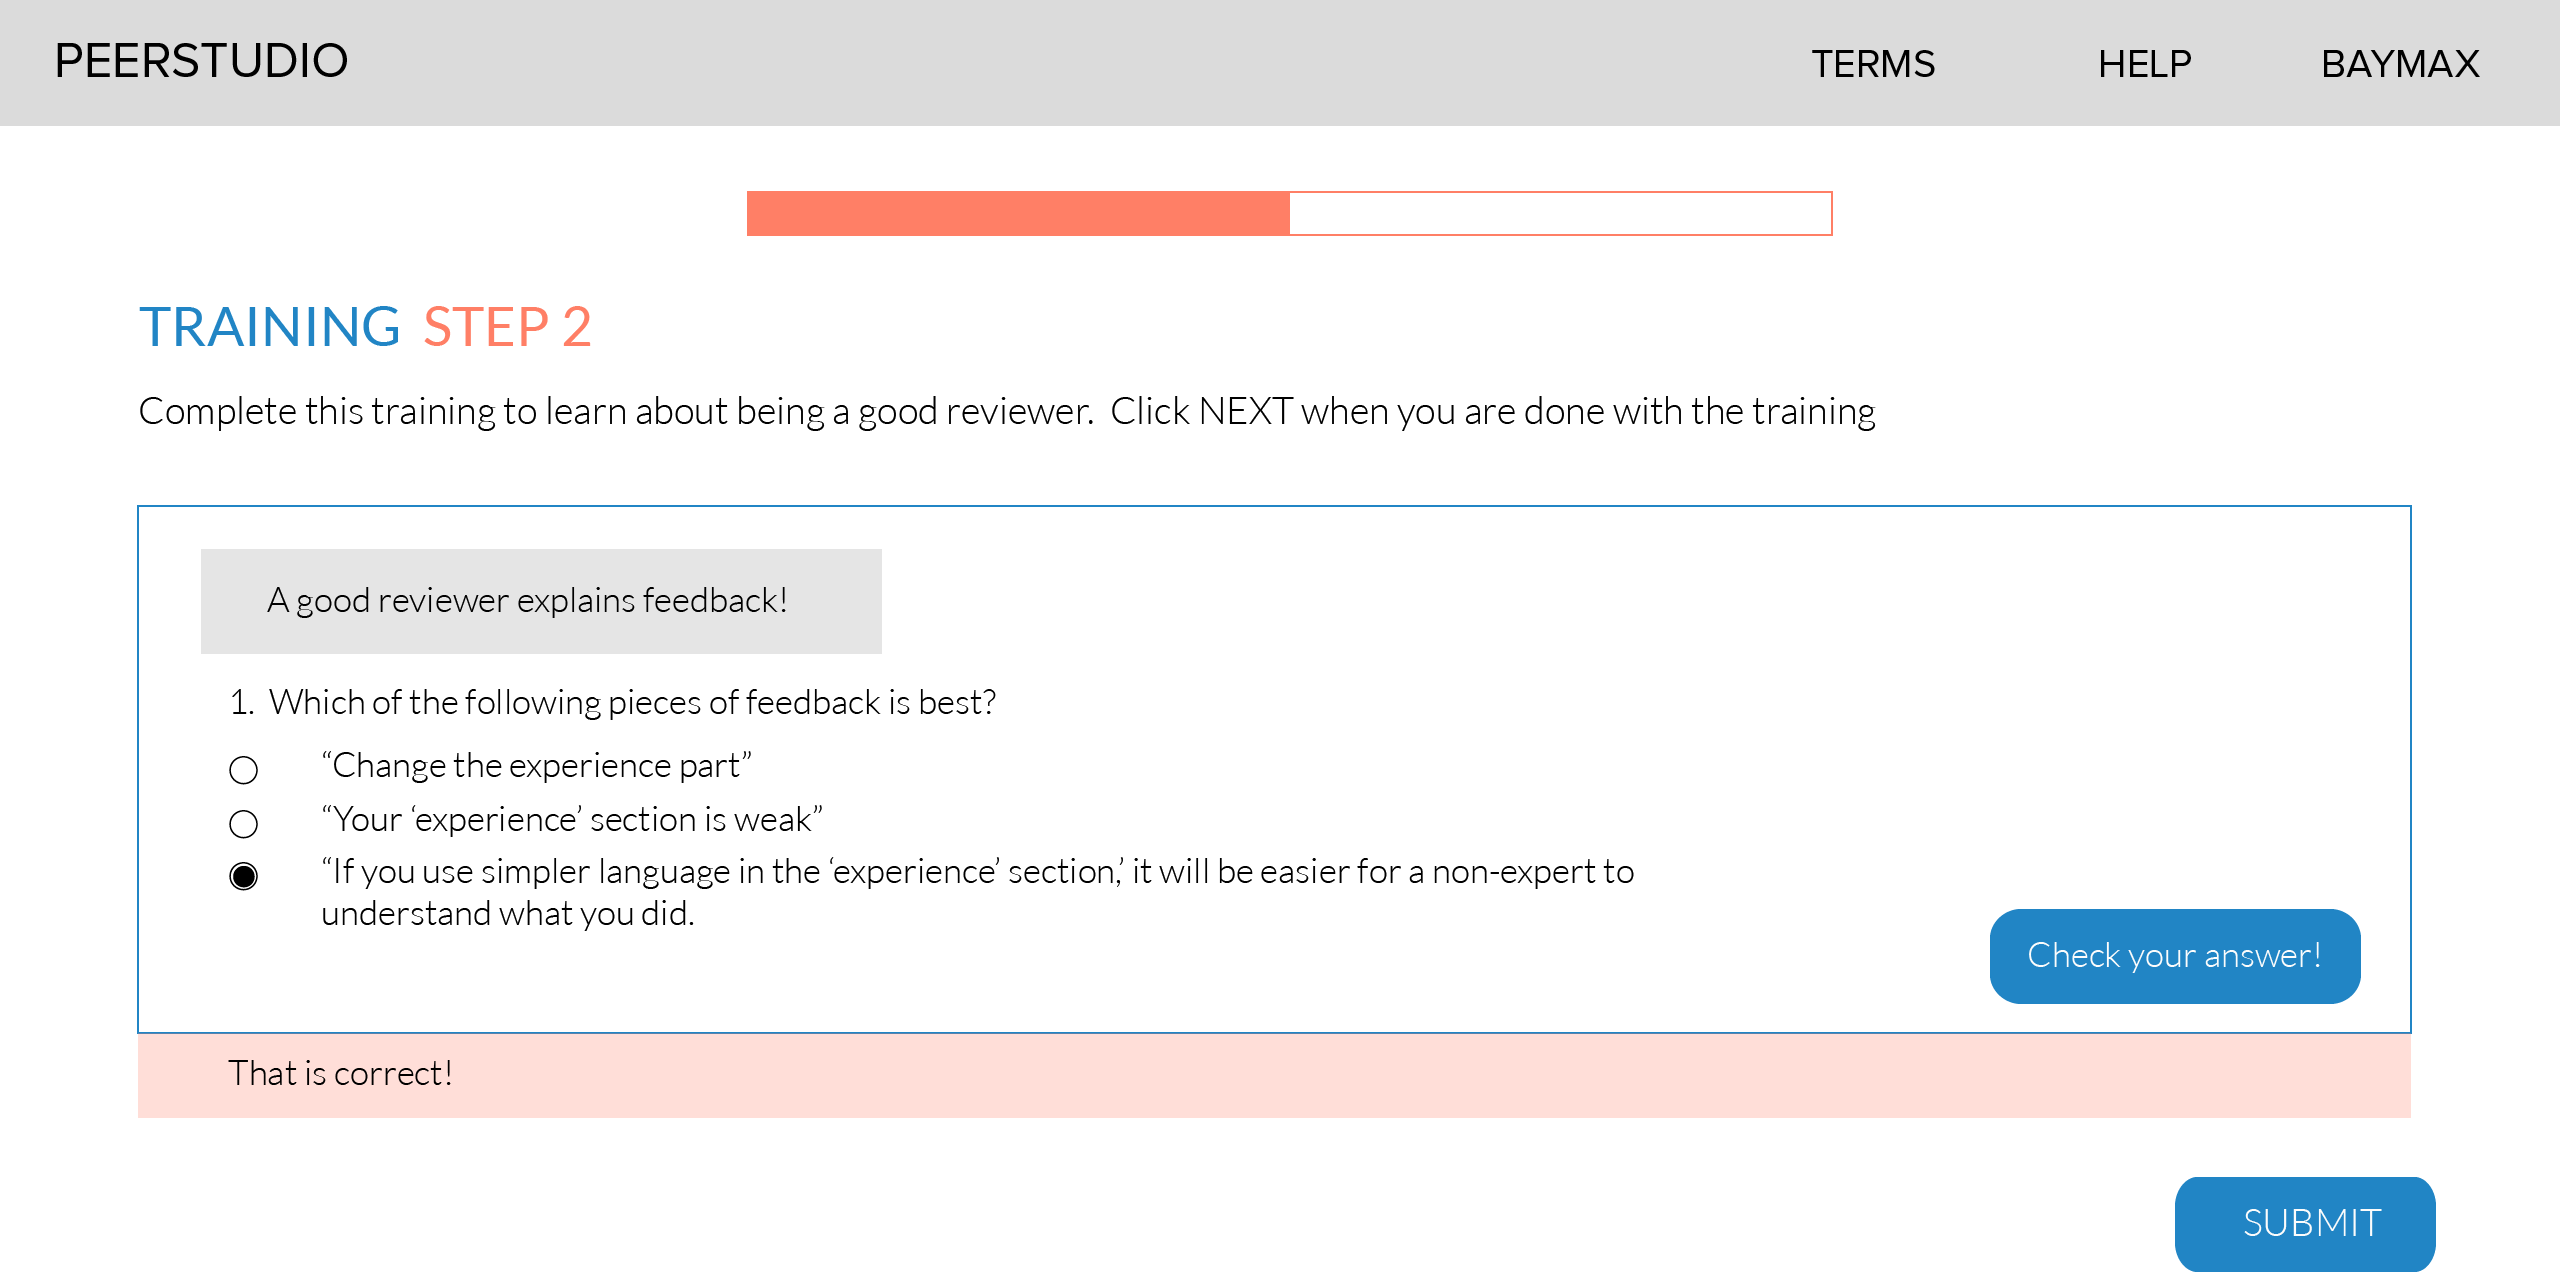 PEERSTUDIO TERMS HELP BAYMAX
TRAINING STEP 2
Complete this training to learn about being a good reviewer. Click NEXT when you are done with the training
A good reviewer explains feedback!
1. Which of the following pieces of feedback is best?
“Change the experience part”
“Your ‘experience’ section is weak”
“If you use simpler language in the ‘experience’ section,’ it will be easier for a non-expert to
understand what you did.
Check your answer!
That is correct!
SUBMIT